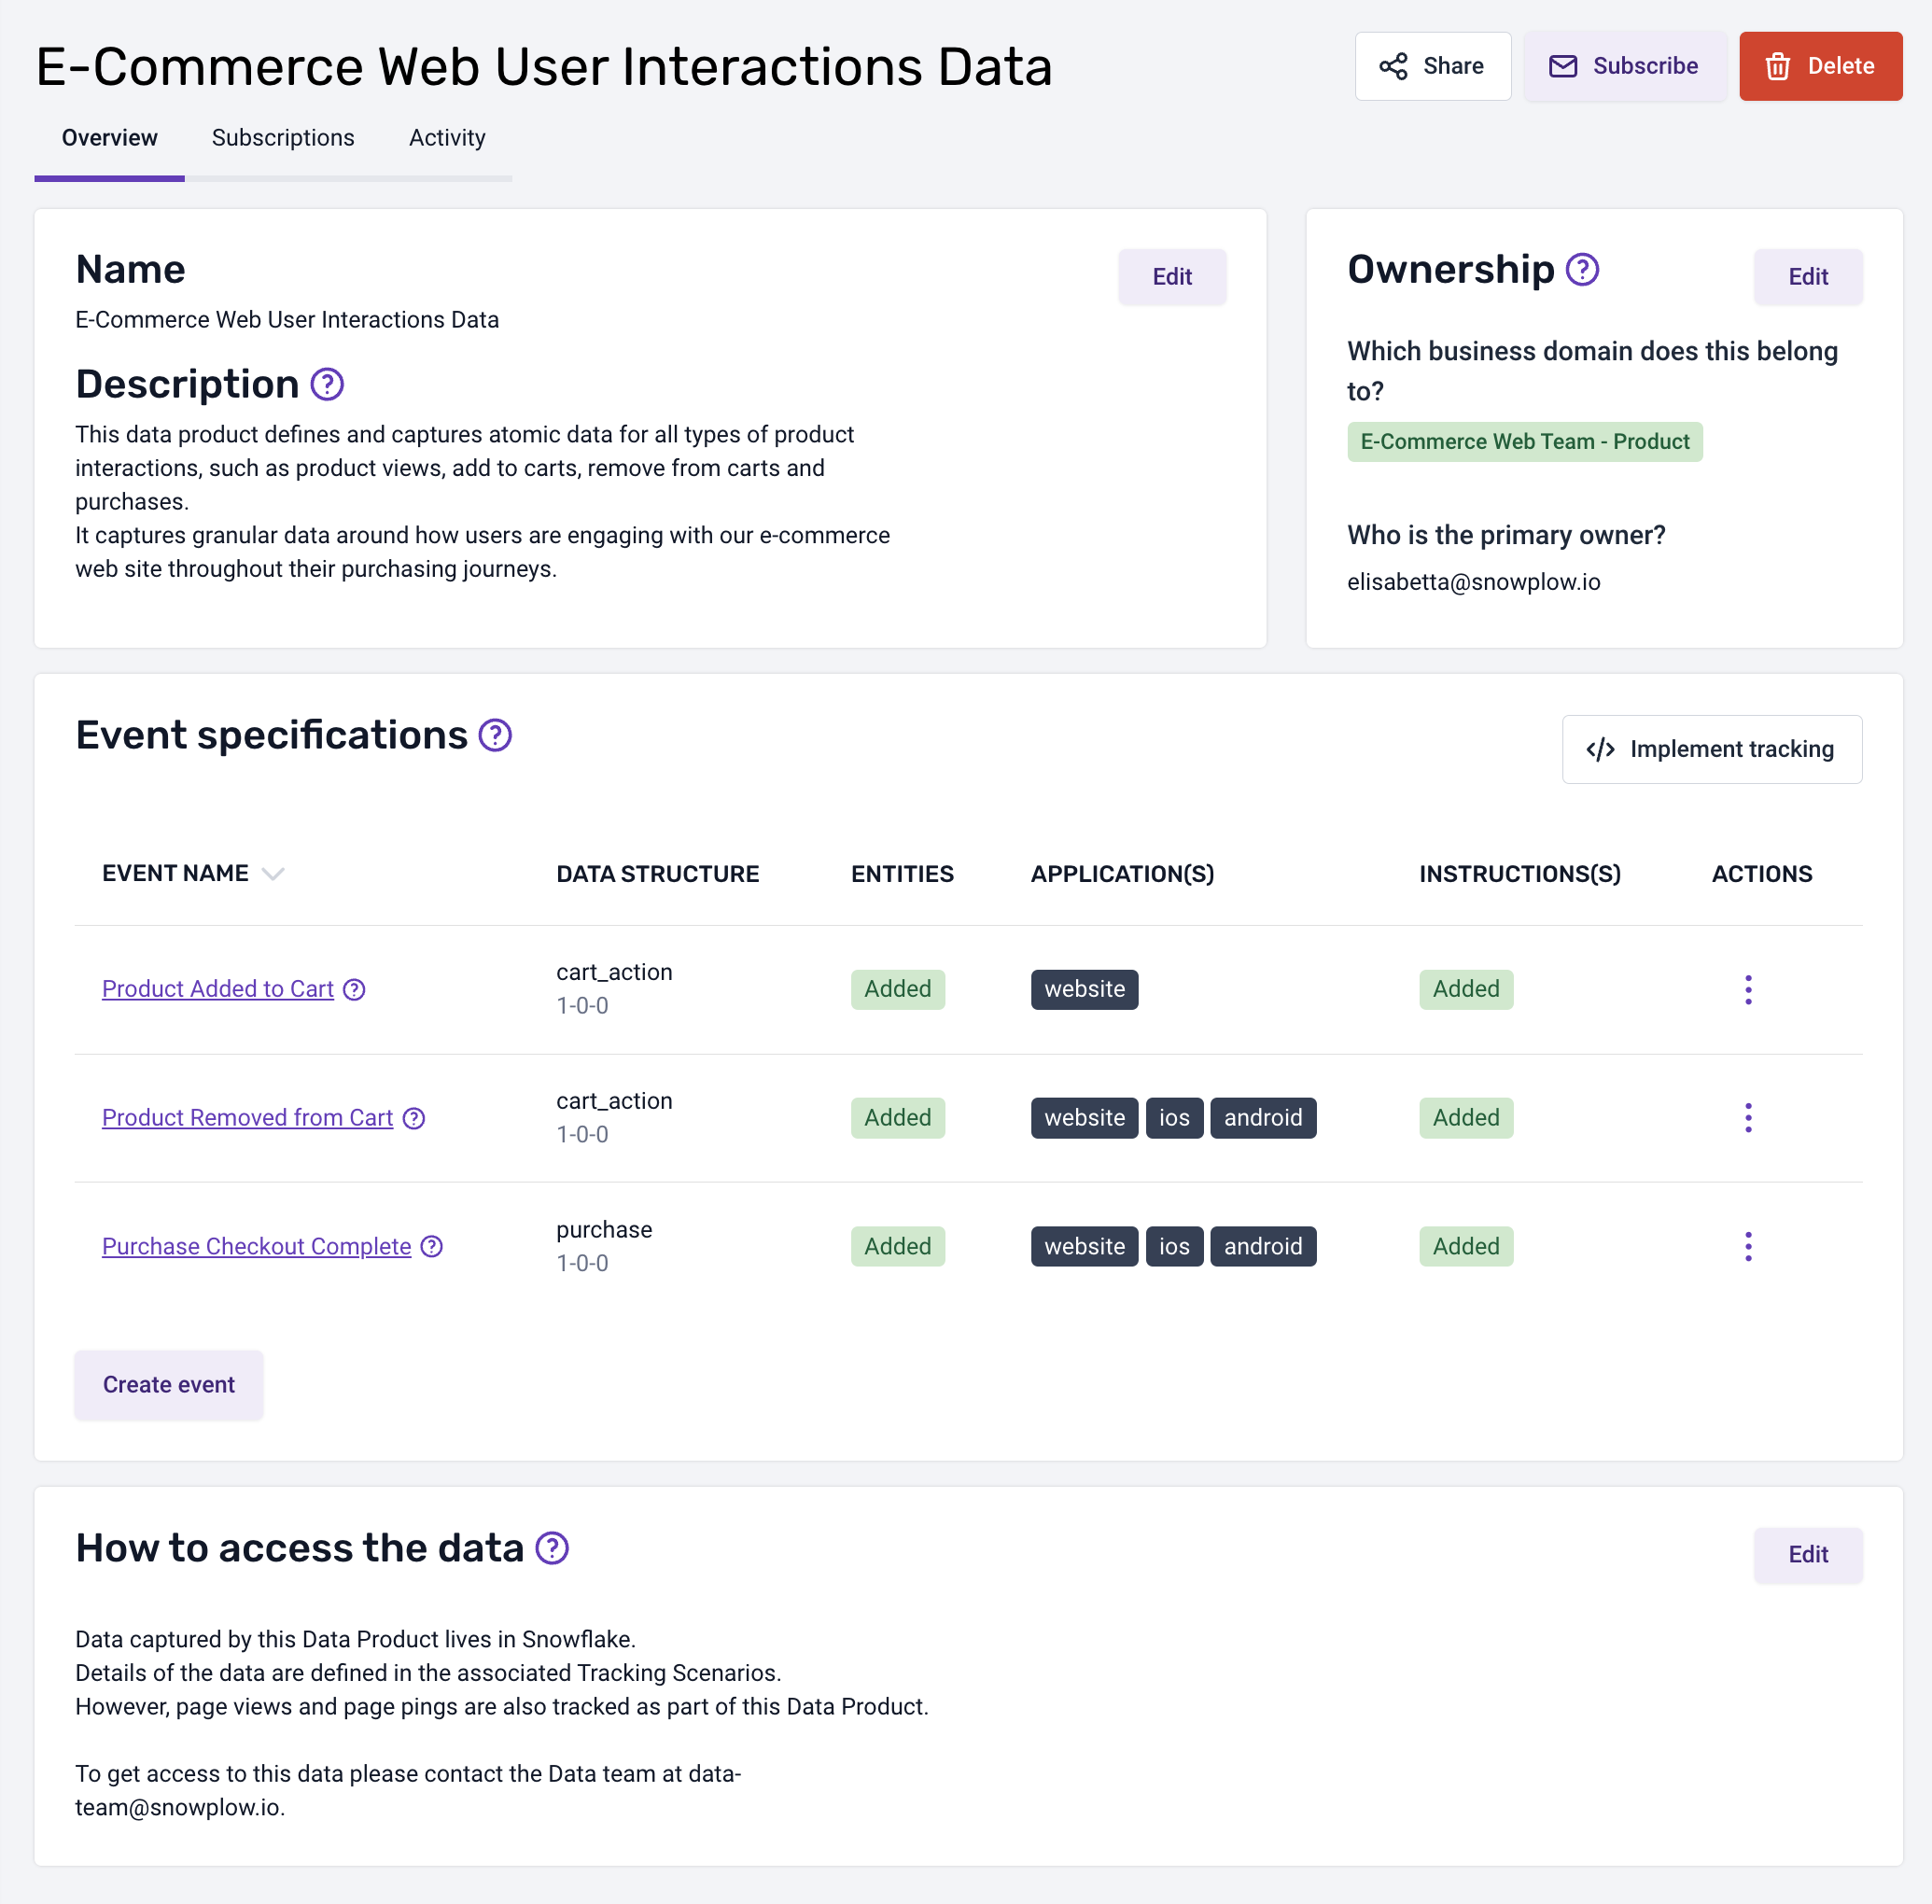 E-Commerce Web User Interactions Data
Share
Subscribe
Delete
Overview
Subscriptions
Activity
Name
Edit
E-Commerce Web User Interactions Data
Description
This data product defines and captures atomic data for all types of product
interactions, such as product views, add to carts, remove from carts and
purchases.
It captures granular data around how users are engaging with our e-commerce
web site throughout their purchasing journeys.
Ownership
Edit
Which business domain does this belong
to?
E-Commerce Web Team - Product
Who is the primary owner?
elisabetta@snowplow.io
Event specifications
Implement tracking
EVENT NAME DATA STRUCTURE ENTITIES APPLICATION(S) INSTRUCTIONS(S) ACTIONS
Product Added to Cart cart_action Added website Added
1-0-0
Product Removed from Cart cart_action Added website ios android Added
1-0-0
Purchase Checkout Complete purchase Added website ios android Added
1-0-0
Create event
How to access the data
Edit
Data captured by this Data Product lives in Snowflake.
Details of the data are defined in the associated Tracking Scenarios.
However, page views and page pings are also tracked as part of this Data Product.
To get access to this data please contact the Data team at data-
team@snowplow.io.